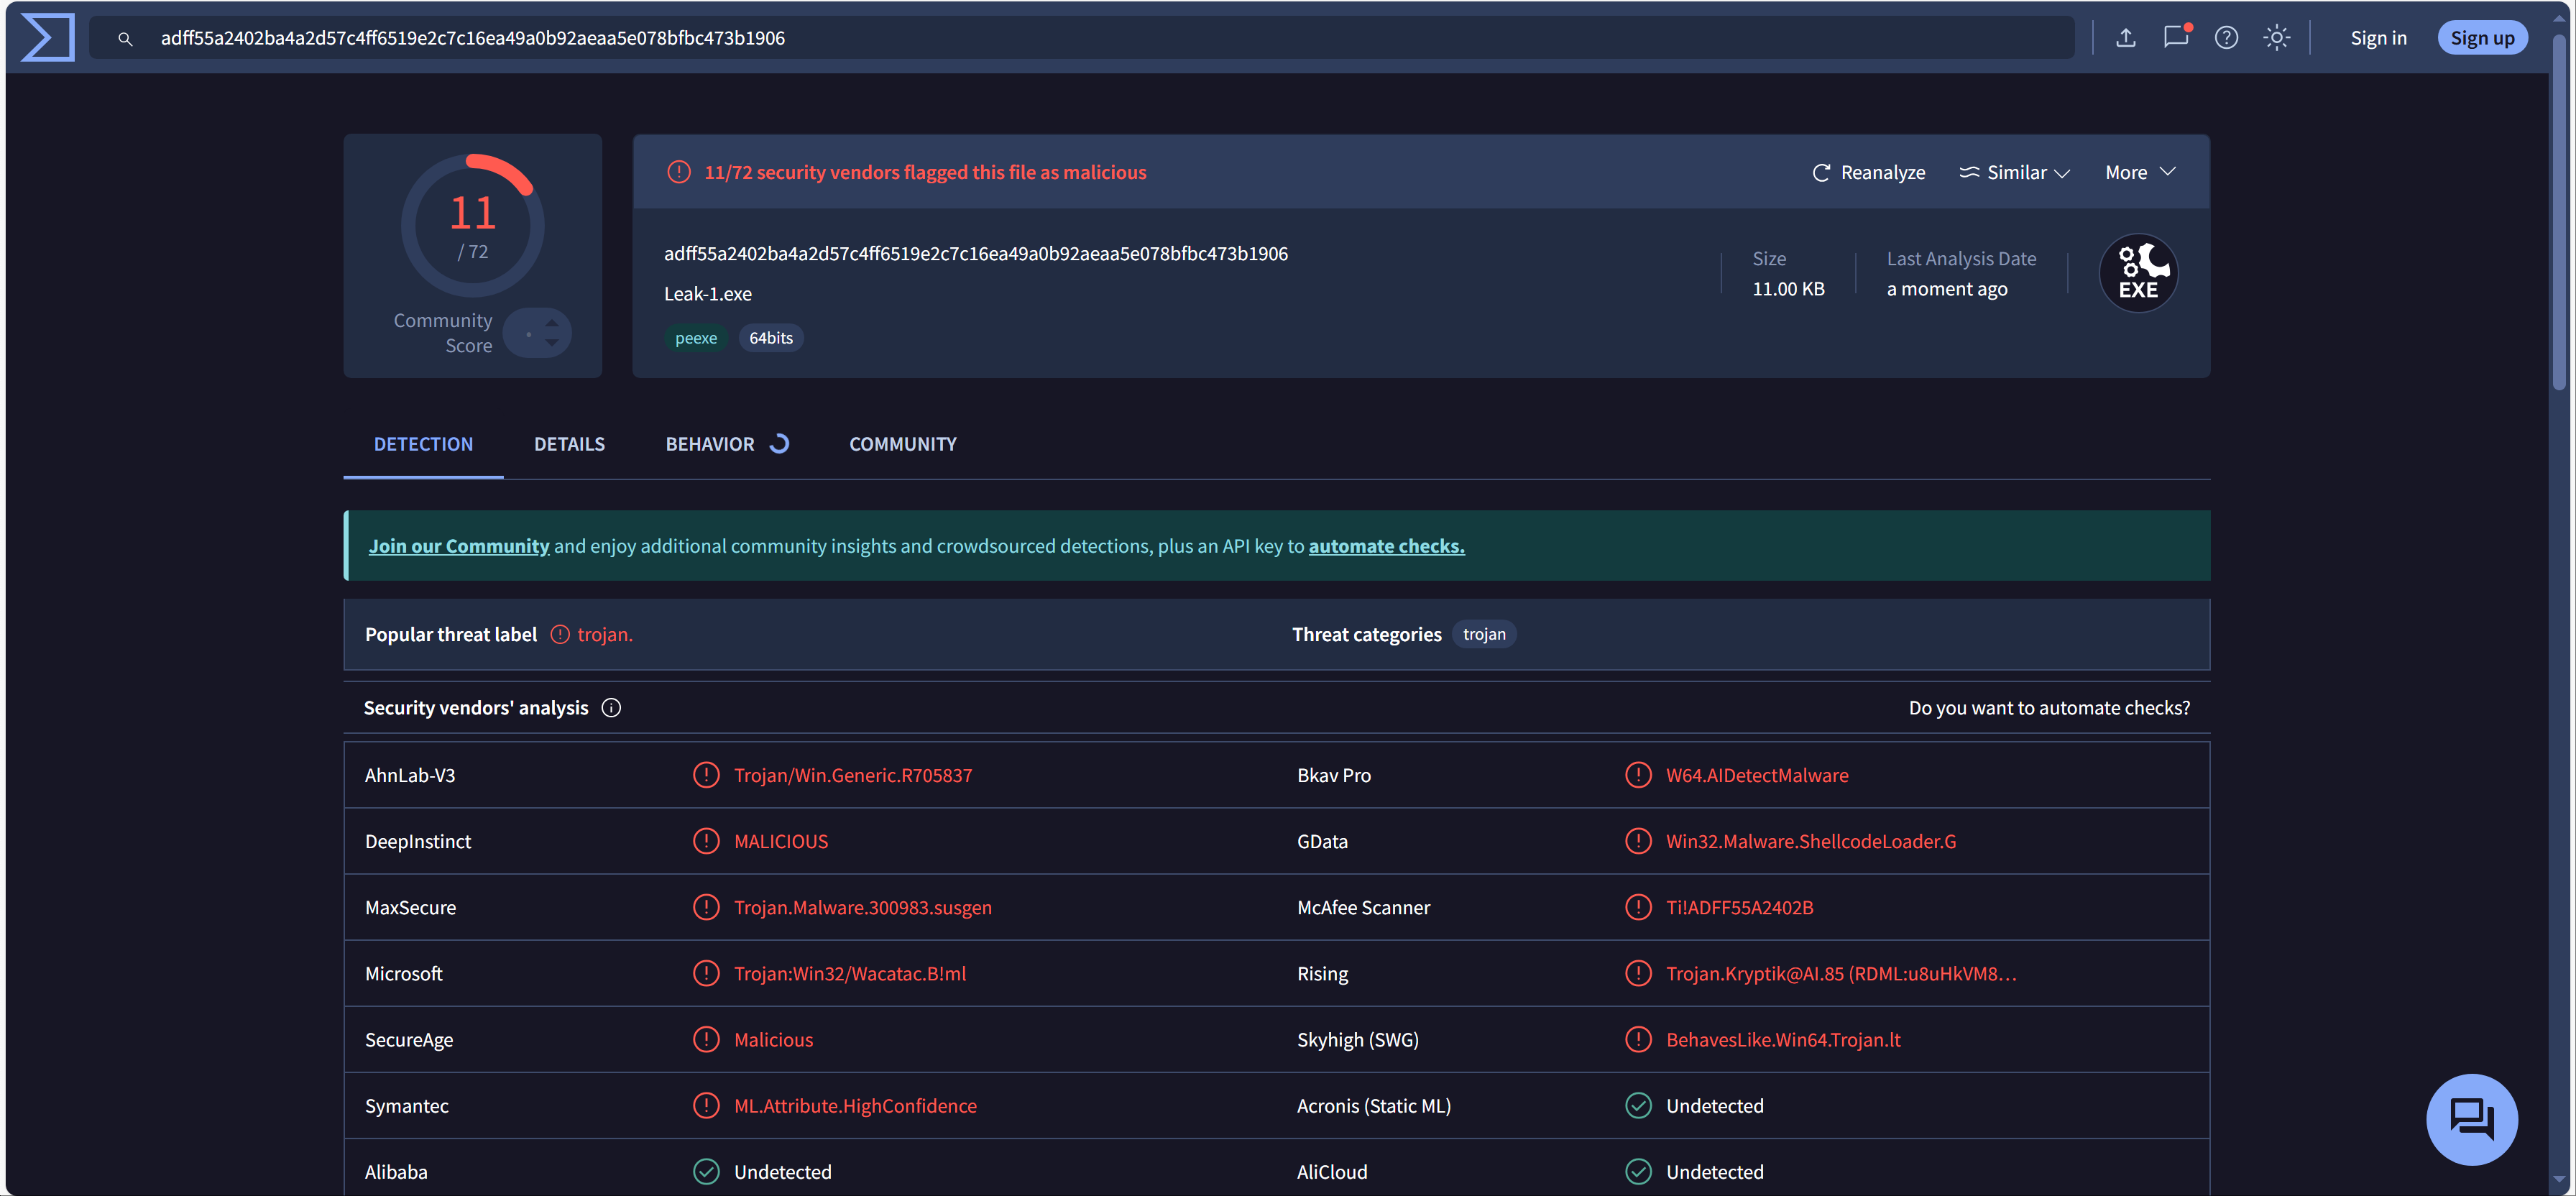 adff55a2402ba4a2d57c4ff6519e2c7c16ea49a0b92aeaa5e078bfbc473b1906
Sign in
Sign up
11
/ 72
Community
Score
11/72 security vendors flagged this file as malicious
Reanalyze
Similar
More
adff55a2402ba4a2d57c4ff6519e2c7c16ea49a0b92aeaa5e078bfbc473b1906
Leak-1.exe
peexe
64bits
Size
11.00 KB
Last Analysis Date
a moment ago
EXE
DETECTION
DETAILS
BEHAVIOR
COMMUNITY
Join our Community and enjoy additional community insights and crowdsourced detections, plus an API key to automate checks.
Popular threat label trojan.
Threat categories trojan
Security vendors' analysis
Do you want to automate checks?
AhnLab-V3 Trojan/Win.Generic.R705837 Bkav Pro W64.AIDetectMalware
DeepInstinct MALICIOUS GData Win32.Malware.ShellcodeLoader.G
MaxSecure Trojan.Malware.300983.susgen McAfee Scanner Ti!ADFF55A2402B
Microsoft Trojan:Win32/Wacatac.B!ml Rising Trojan.Kryptik@AI.85 (RDML:u8uHkVM8...
SecureAge Malicious Skyhigh (SWG) BehavesLike.Win64.Trojan.lt
Symantec ML.Attribute.HighConfidence Acronis (Static ML) Undetected
Alibaba Undetected AliCloud Undetected